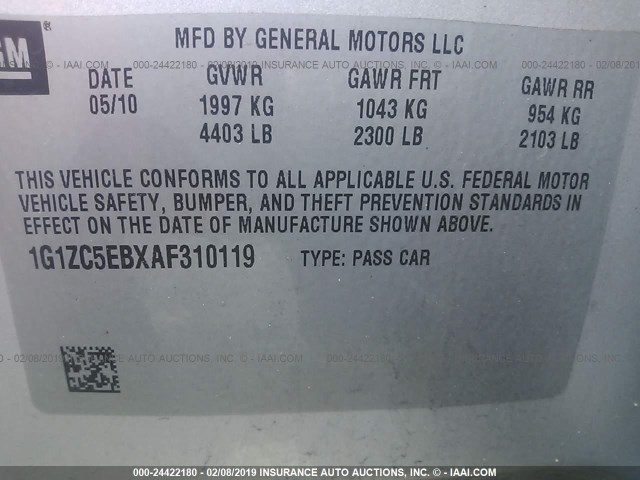 GM ®
MFD BY GENERAL MOTORS LLC
DATE GVWR GAWR FRT GAWR RR
05/10 1997 KG 1043 KG 954 KG
4403 LB 2300 LB 2103 LB
THIS VEHICLE CONFORMS TO ALL APPLICABLE U.S. FEDERAL MOTOR
VEHICLE SAFETY, BUMPER, AND THEFT PREVENTION STANDARDS IN
EFFECT ON THE DATE OF MANUFACTURE SHOWN ABOVE.
1G1ZC5EBXAF310119 TYPE: PASS CAR
000-24422180 - 02/08/2019 INSURANCE AUTO AUCTIONS, INC. - © IAAI.COM